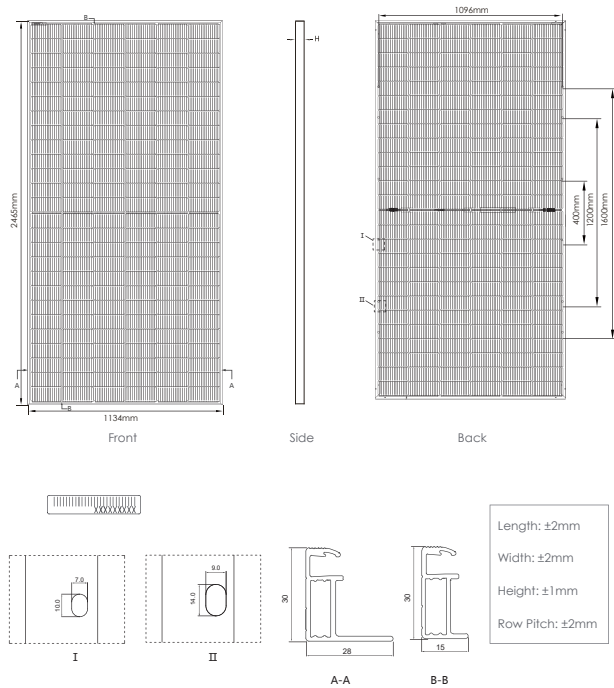 B
1096mm
H
2465mm
400mm
1200mm
1600mm
I
II
A
A
B
1134mm
Front
Side
Back
7.0
10.0
I
9.0
14.0
II
30
28
A-A
30
15
B-B
Length: ±2mm
Width: ±2mm
Height: ±1mm
Row Pitch: ±2mm